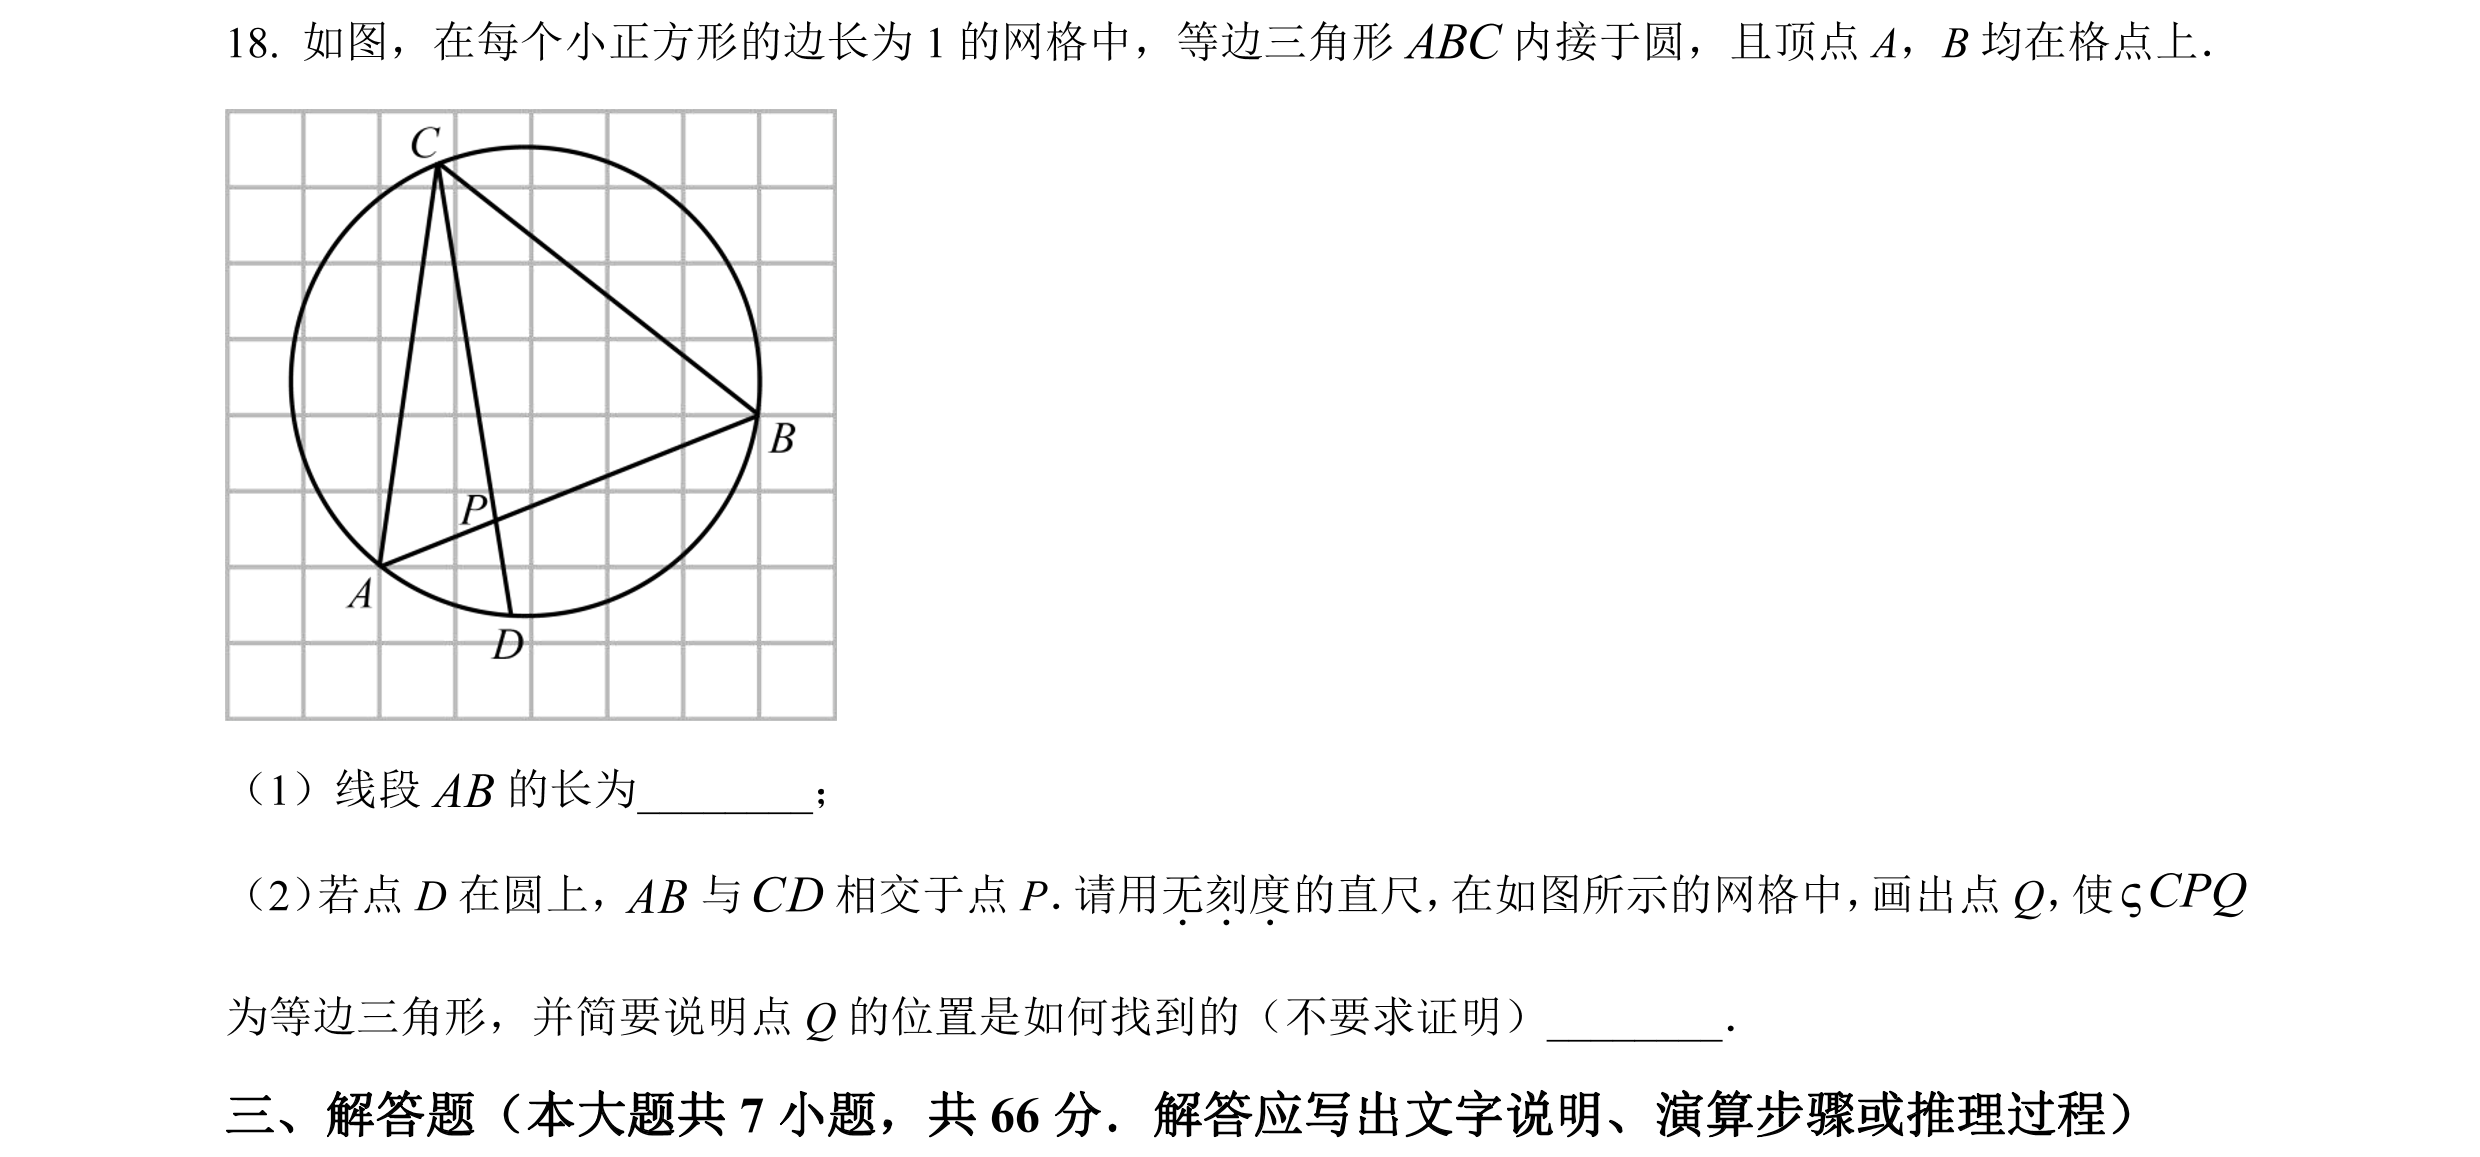 18. 如图，在每个小正方形的边长为 1 的网格中，等边三角形 ABC 内接于圆，且顶点 A，B 均在格点上．
C
B
P
A
D
（1）线段 AB 的长为________；
（2）若点 D 在圆上，AB 与 CD 相交于点 P．请用无刻度的直尺，在如图所示的网格中，画出点 Q，使ςCPQ
为等边三角形，并简要说明点 Q 的位置是如何找到的（不要求证明）________．
三、解答题（本大题共 7 小题，共 66 分．解答应写出文字说明、演算步骤或推理过程）